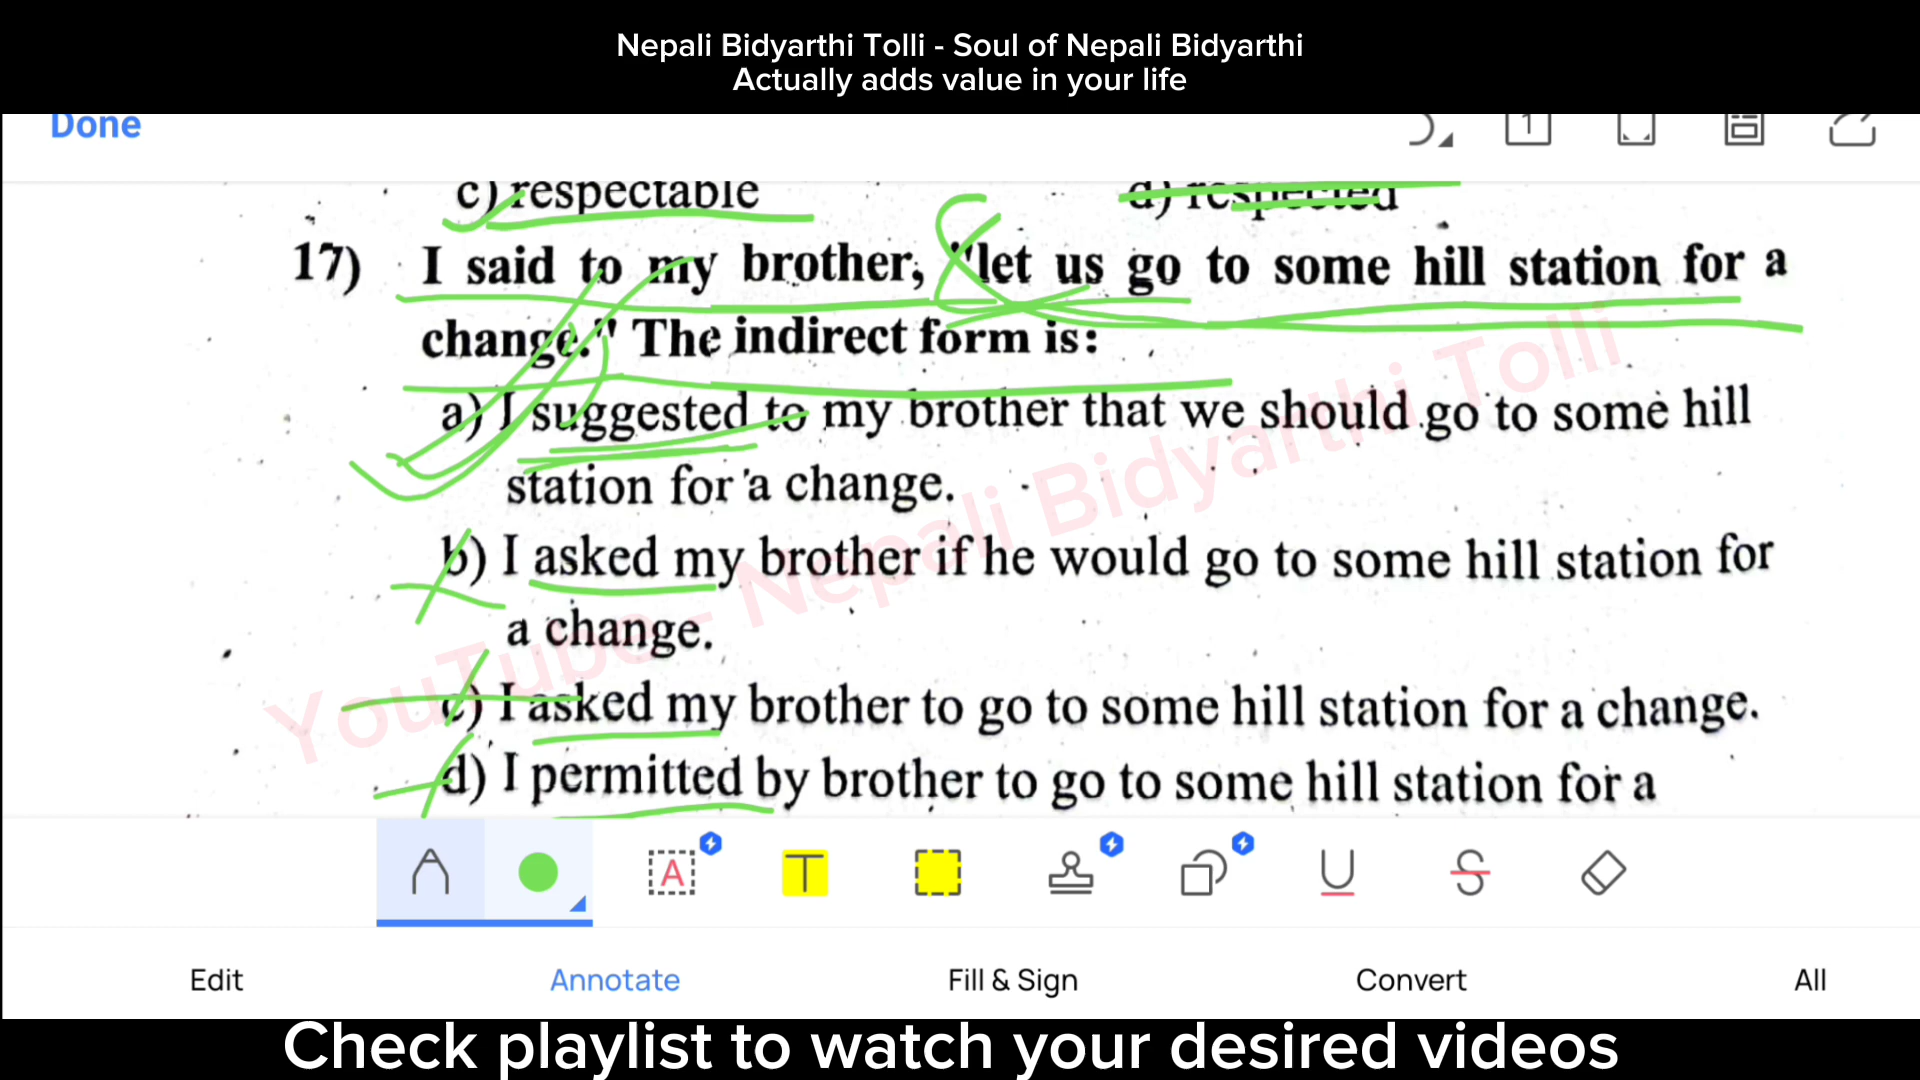 Nepali Bidyarthi Tolli - Soul of Nepali Bidyarthi
Actually adds value in your life
Done
c) respectable d) respected
17) I said to my brother, "let us go to some hill station for a
change." The indirect form is:
a) I suggested to my brother that we should go to some hill
station for a change.
b) I asked my brother if he would go to some hill station for
a change.
c) I asked my brother to go to some hill station for a change.
d) I permitted by brother to go to some hill station for a
YouTube - Nepali Bidyarthi Tolli
Edit Annotate Fill & Sign Convert All
Check playlist to watch your desired videos